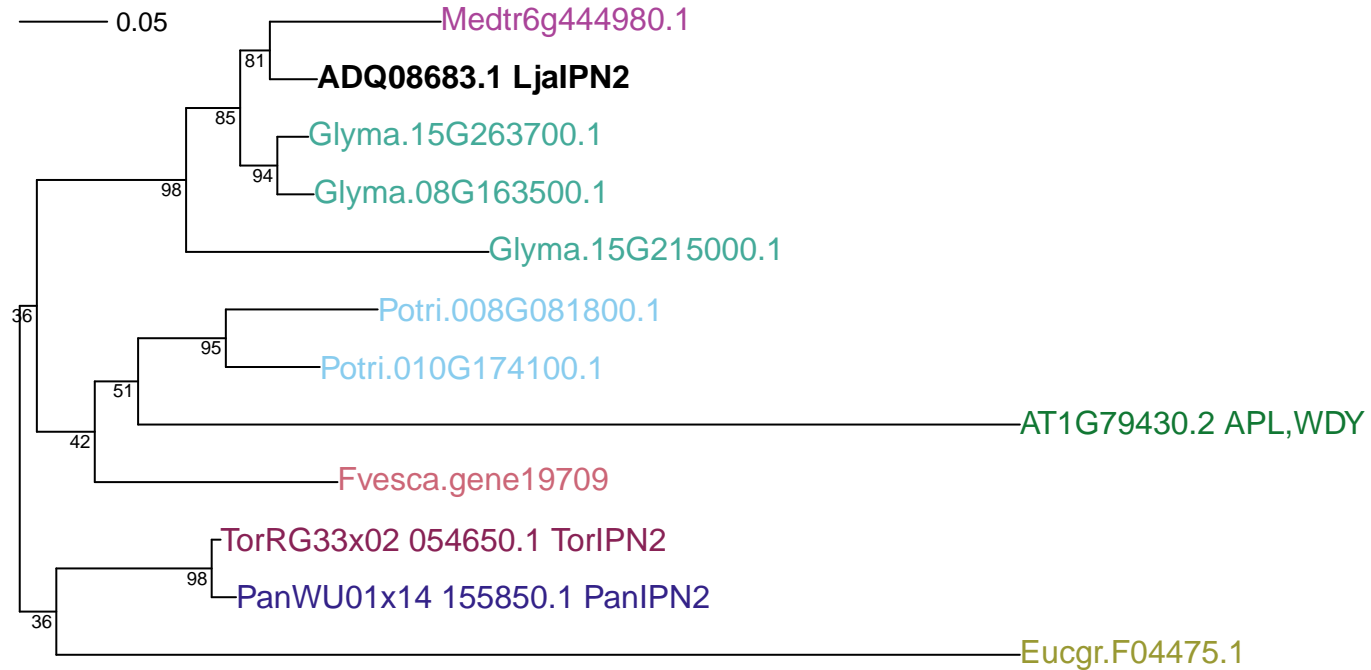 0.05
Medtr6g444980.1
81
ADQ08683.1 LjaIPN2
85
Glyma.15G263700.1
94
Glyma.08G163500.1
98
Glyma.15G215000.1
36
Potri.008G081800.1
95
Potri.010G174100.1
51
AT1G79430.2 APL,WDY
42
Fvesca.gene19709
TorRG33x02 054650.1 TorIPN2
98
PanWU01x14 155850.1 PanIPN2
36
Eucgr.F04475.1